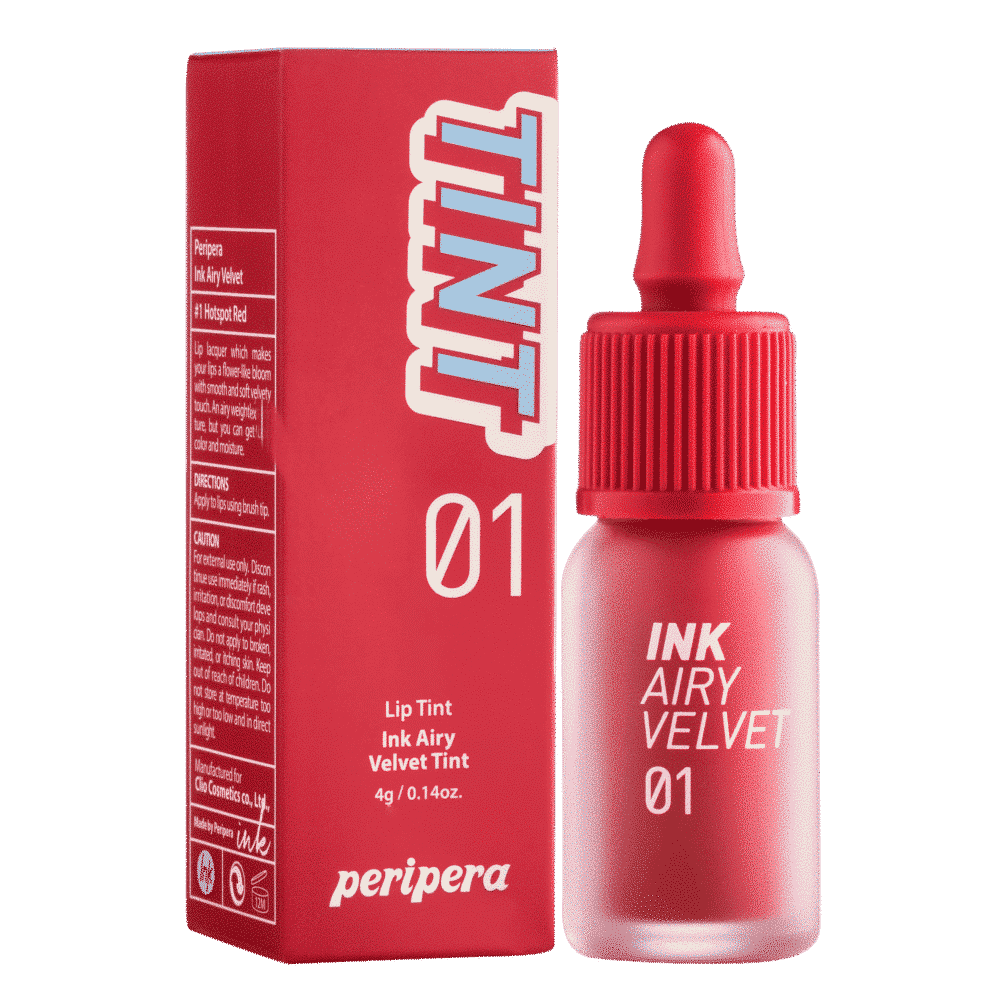 Peripera
Ink Airy Velvet
#1 Hotspot Red
Lip lacquer which makes
your lips a flower-like bloom
with smooth and soft velvety
touch. An airy weightlex
ture, but you can get
color and moisture.
DIRECTIONS
Apply to lips using brush tip.
CAUTION
For external use only. Discon
tinue use immediately if rash,
irritation, or discomfort deve
lops and consult your physi
cian. Do not apply to broken,
irritated, or itching skin. Keep
out of reach of children. Do
not store at temperature too
high or too low and in direct
sunlight.
Manufactured for
Clio Cosmetics co., Ltd.,
Made by Peripera
ink
12M
TINT
01
Lip Tint
Ink Airy
Velvet Tint
4g / 0.14oz.
peripera
INK
AIRY
VELVET
01